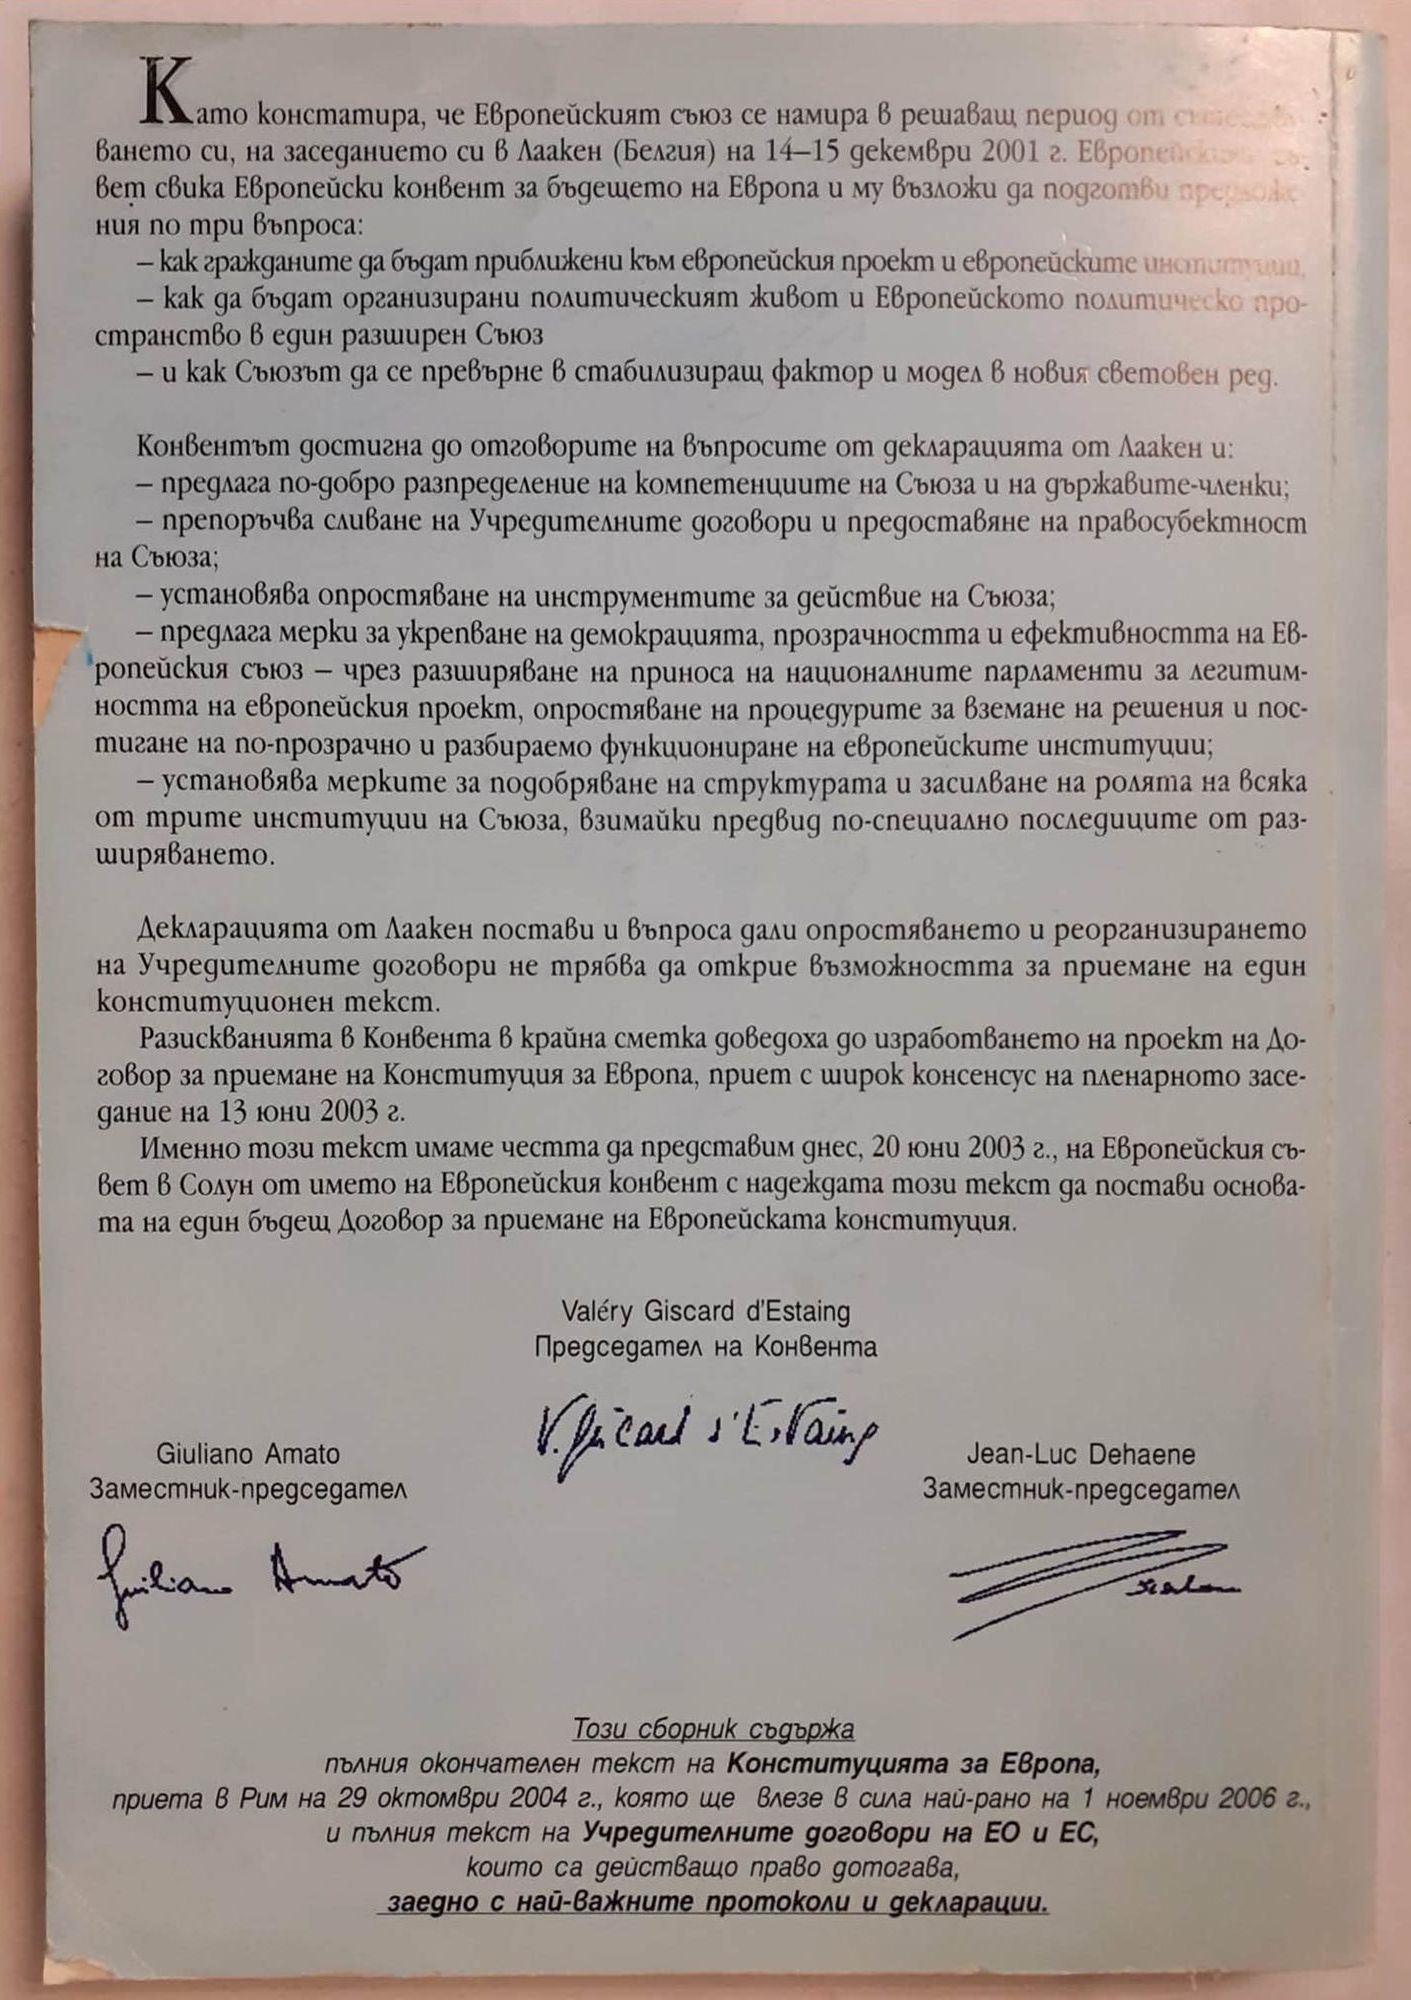 Като констатира, че Европейският съюз се намира в решаващ период от
ването си, на заседанието си в Лаакен (Белгия) на 14–15 декември 2001 г. Европейският съ-
вет свика Европейски конвент за бъдещето на Европа и му възложи да подготви предложе-
ния по три въпроса:
– как гражданите да бъдат приближени към европейския проект и европейските институции,
– как да бъдат организирани политическият живот и Европейското политическо про-
странство в един разширен Съюз
– и как Съюзът да се превърне в стабилизиращ фактор и модел в новия световен ред.
Конвентът достигна до отговорите на въпросите от декларацията от Лаакен и:
– предлага по-добро разпределение на компетенциите на Съюза и на държавите-членки;
– препоръчва сливане на Учредителните договори и предоставяне на правосубектност
на Съюза;
– установява опростяване на инструментите за действие на Съюза;
– предлага мерки за укрепване на демокрацията, прозрачността и ефективността на Ев-
ропейския съюз – чрез разширяване на приноса на националните парламенти за легитим-
ността на европейския проект, опростяване на процедурите за вземане на решения и пос-
тигане на по-прозрачно и разбираемо функциониране на европейските институции;
– установява мерките за подобряване на структурата и засилване на ролята на всяка
от трите институции на Съюза, взимайки предвид по-специално последиците от раз-
ширяването.
Декларацията от Лаакен постави и въпроса дали опростяването и реорганизирането
на Учредителните договори не трябва да открие възможността за приемане на един
конституционен текст.
Разискванията в Конвента в крайна сметка доведоха до изработването на проект на До-
говор за приемане на Конституция за Европа, приет с широк консенсус на пленарното засе-
дание на 13 юни 2003 г.
Именно този текст имаме честта да представим днес, 20 юни 2003 г., на Европейския съ-
вет в Солун от името на Европейския конвент с надеждата този текст да постави основа-
та на един бъдещ Договор за приемане на Европейската конституция.
Valéry Giscard d'Estaing
Председател на Конвента
V. Giscard d'Estaing
Giuliano Amato
Заместник-председател
Giuliano Amato
Jean-Luc Dehaene
Заместник-председател
Този сборник съдържа
пълния окончателен текст на Конституцията за Европа,
приета в Рим на 29 октомври 2004 г., която ще влезе в сила най-рано на 1 ноември 2006 г.,
и пълния текст на Учредителните договори на ЕО и ЕС,
които са действащо право дотогава,
заедно с най-важните протоколи и декларации.